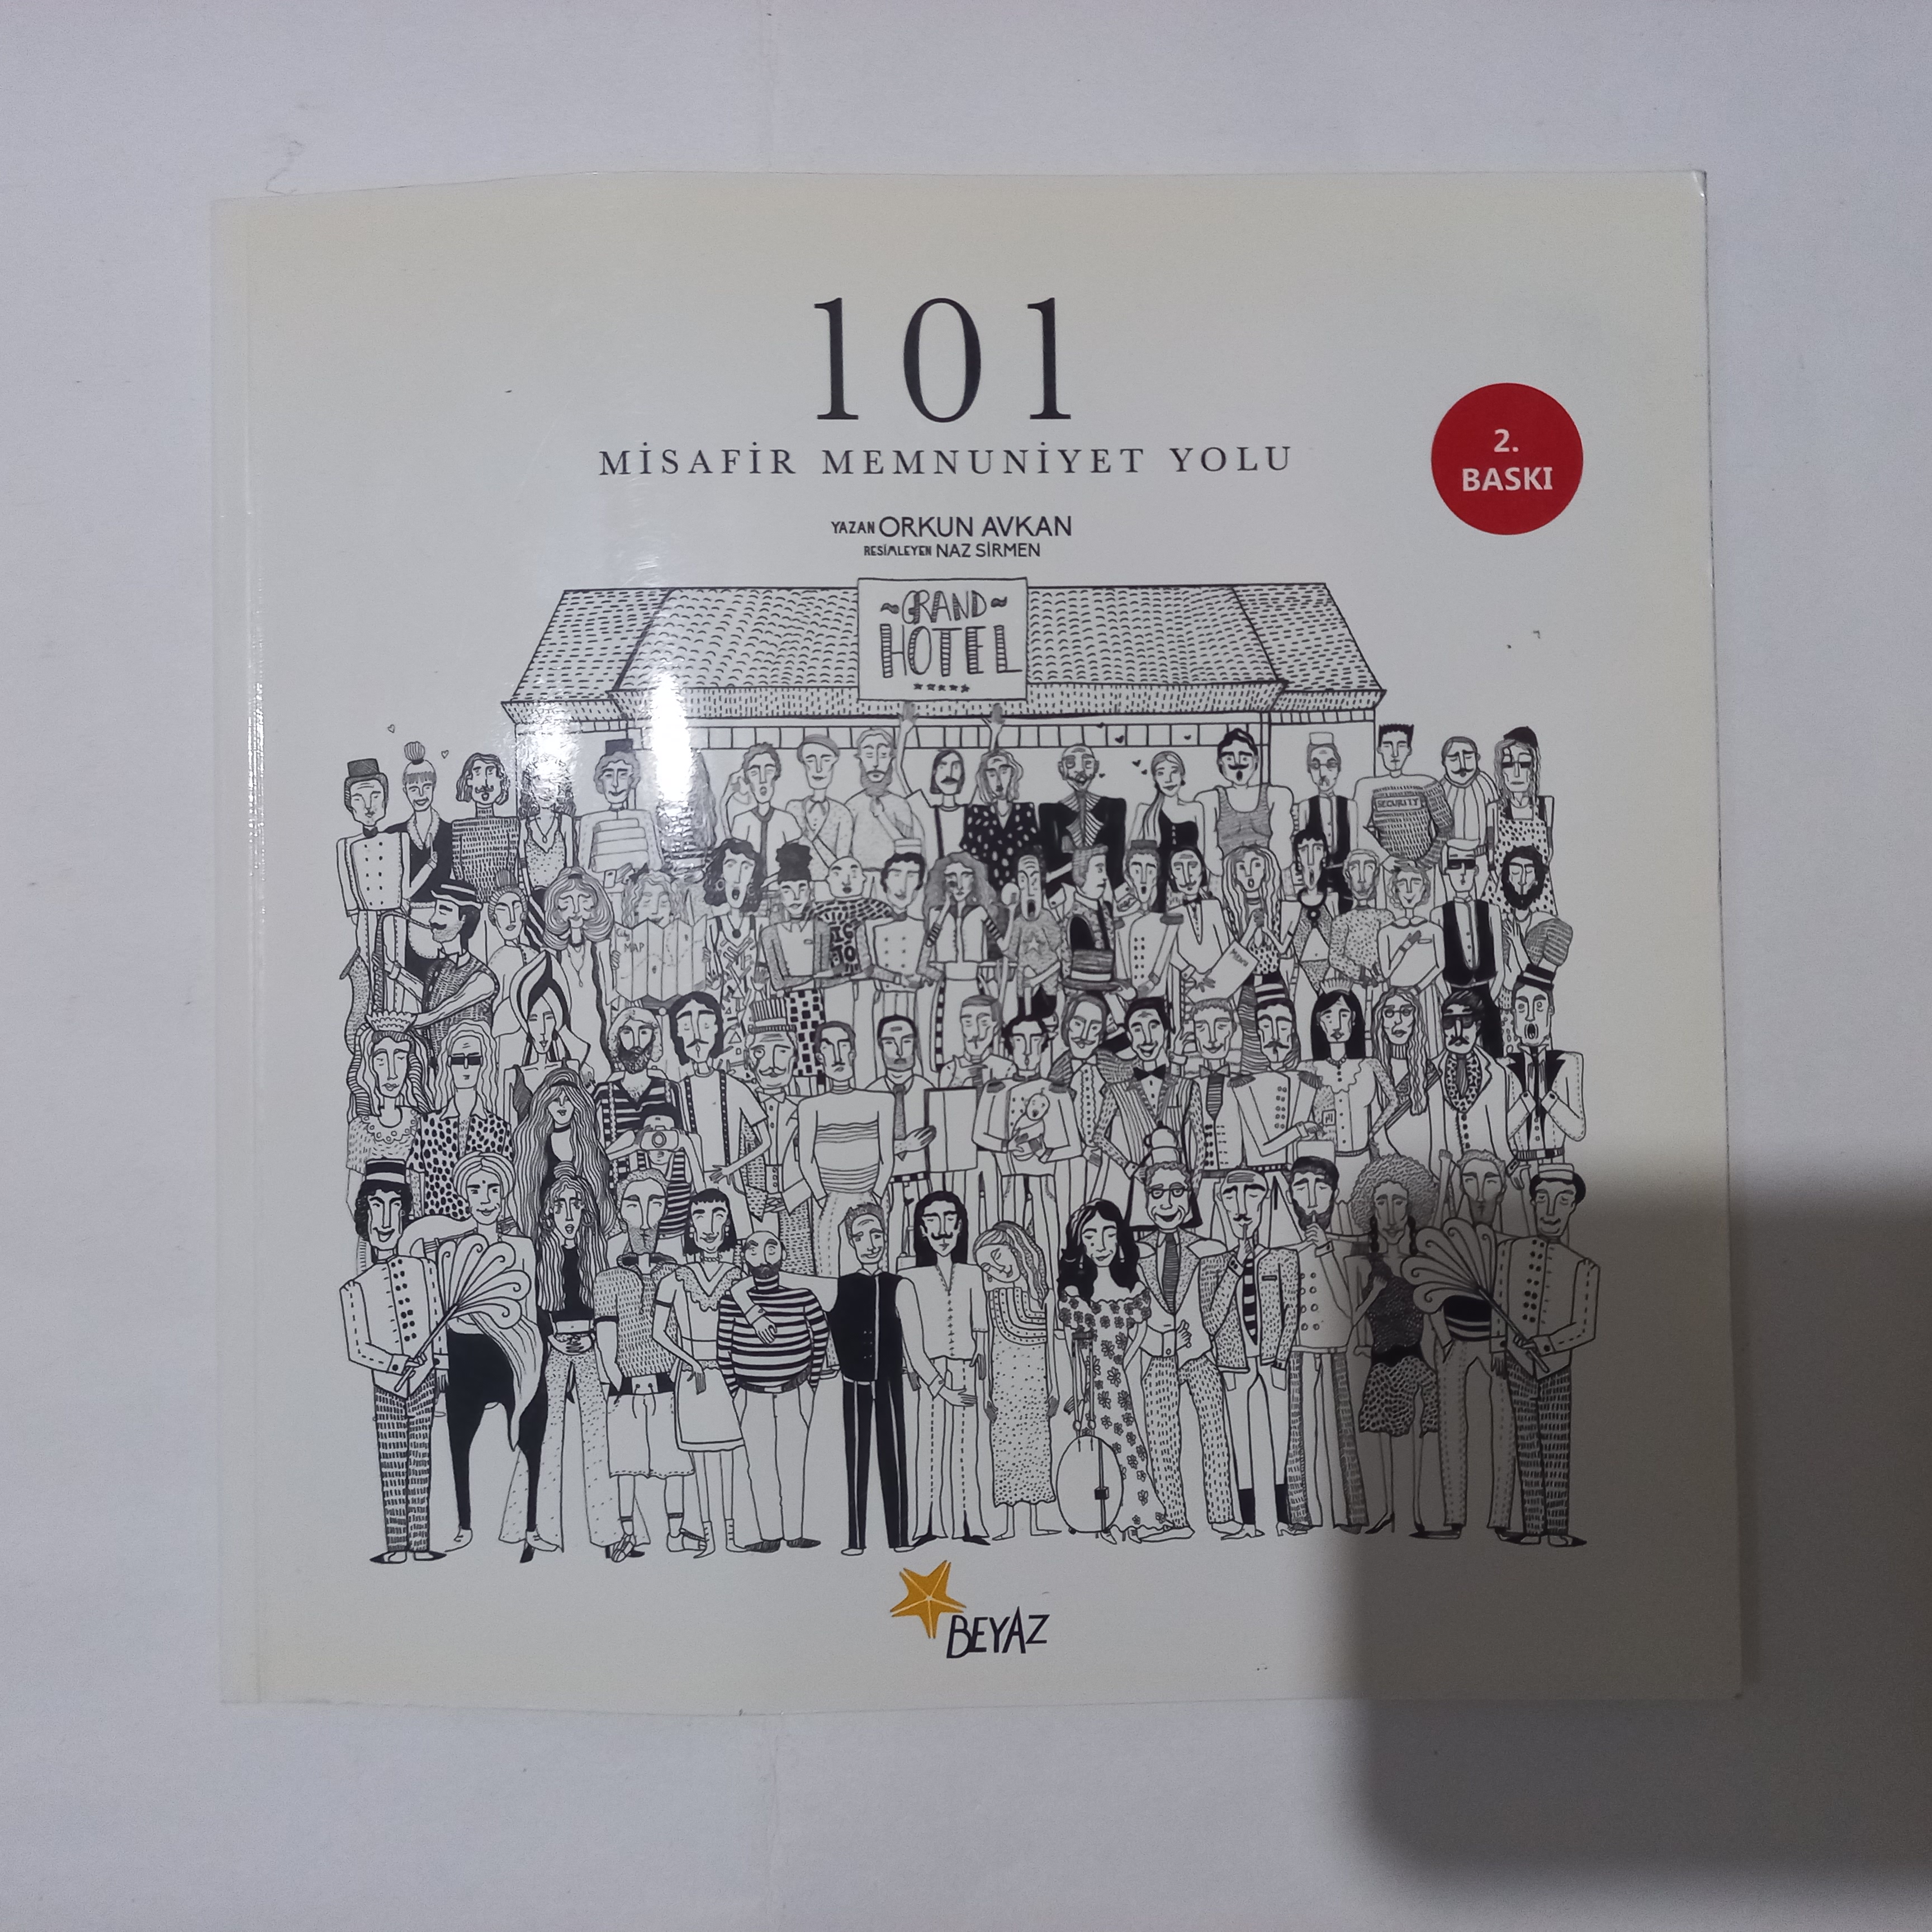 101
MİSAFİR MEMNUNİYET YOLU
2.
BASKI
YAZAN ORKUN AVKAN
RESİMLEYEN NAZ SİRMEN
~GRAND~
HOTEL
SECURITY
MAP
MENU
BEYAZ